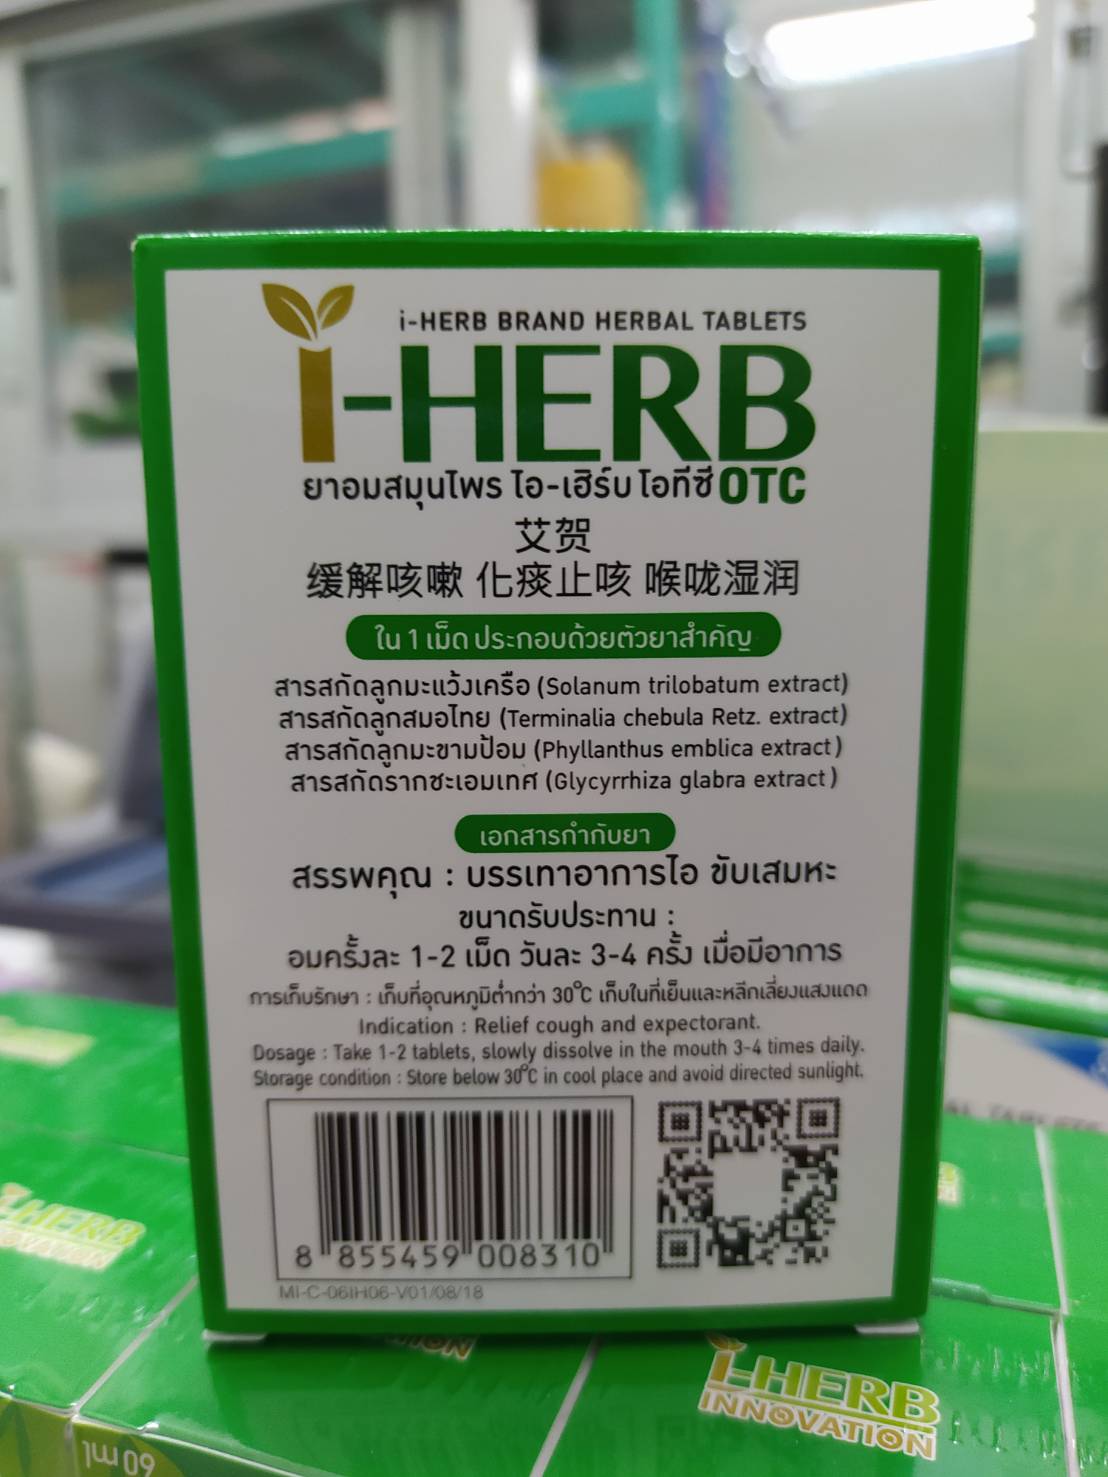 i-HERB BRAND HERBAL TABLETS
i-HERB
ยาอมสมุนไพร ไอ-เฮิร์บ โอทีซี OTC
艾贺
缓解咳嗽 化痰止咳 喉咙湿润
ใน 1 เม็ด ประกอบด้วยตัวยาสำคัญ
สารสกัดลูกมะแว้งเครือ (Solanum trilobatum extract)
สารสกัดลูกสมอไทย (Terminalia chebula Retz. extract)
สารสกัดลูกมะขามป้อม (Phyllanthus emblica extract)
สารสกัดรากชะเอมเทศ (Glycyrrhiza glabra extract)
เอกสารกำกับยา
สรรพคุณ : บรรเทาอาการไอ ขับเสมหะ
ขนาดรับประทาน :
อมครั้งละ 1-2 เม็ด วันละ 3-4 ครั้ง เมื่อมีอาการ
การเก็บรักษา : เก็บที่อุณหภูมิต่ำกว่า 30°C เก็บในที่เย็นและหลีกเลี่ยงแสงแดด
Indication : Relief cough and expectorant.
Dosage : Take 1-2 tablets, slowly dissolve in the mouth 3-4 times daily.
Storage condition : Store below 30°C in cool place and avoid directed sunlight.
8 855459 008310
MI-C-06IH06-V01/08/18
i-HERB
INNOVATION
i-HERB
INNOVATION
60 ml